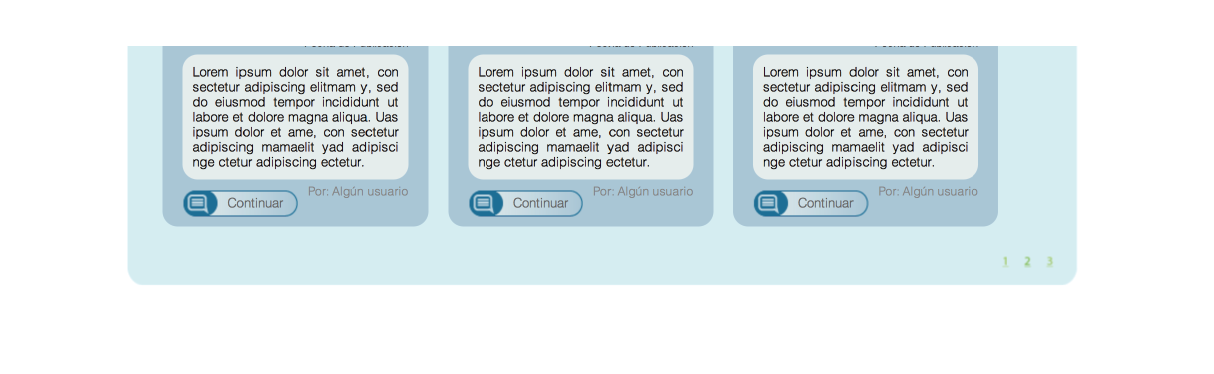 Lorem ipsum dolor sit amet, con
sectetur adipiscing elitmam y, sed
do eiusmod tempor incididunt ut
labore et dolore magna aliqua. Uas
ipsum dolor et ame, con sectetur
adipiscing mamaelit yad adipisci
nge ctetur adipiscing ectetur.
Por: Algún usuario
Continuar
Lorem ipsum dolor sit amet, con
sectetur adipiscing elitmam y, sed
do eiusmod tempor incididunt ut
labore et dolore magna aliqua. Uas
ipsum dolor et ame, con sectetur
adipiscing mamaelit yad adipisci
nge ctetur adipiscing ectetur.
Por: Algún usuario
Continuar
Lorem ipsum dolor sit amet, con
sectetur adipiscing elitmam y, sed
do eiusmod tempor incididunt ut
labore et dolore magna aliqua. Uas
ipsum dolor et ame, con sectetur
adipiscing mamaelit yad adipisci
nge ctetur adipiscing ectetur.
Por: Algún usuario
Continuar
1 2 3